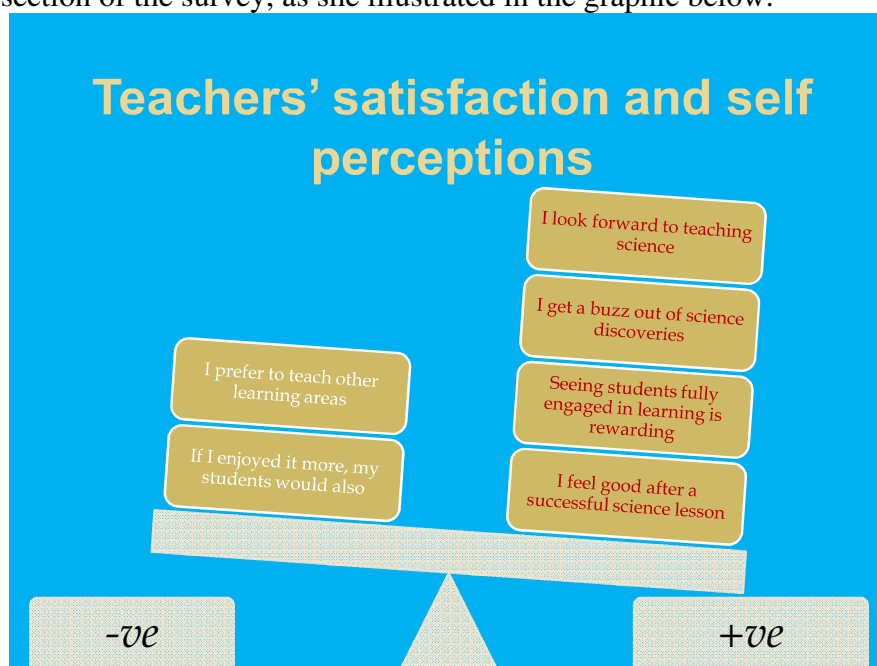 section of the survey, as she illustrated in the graphic below:
Teachers’ satisfaction and self
perceptions
I look forward to teaching
science
I get a buzz out of science
discoveries
Seeing students fully
engaged in learning is
rewarding
I feel good after a
successful science lesson
I prefer to teach other
learning areas
If I enjoyed it more, my
students would also
-ve
+ve